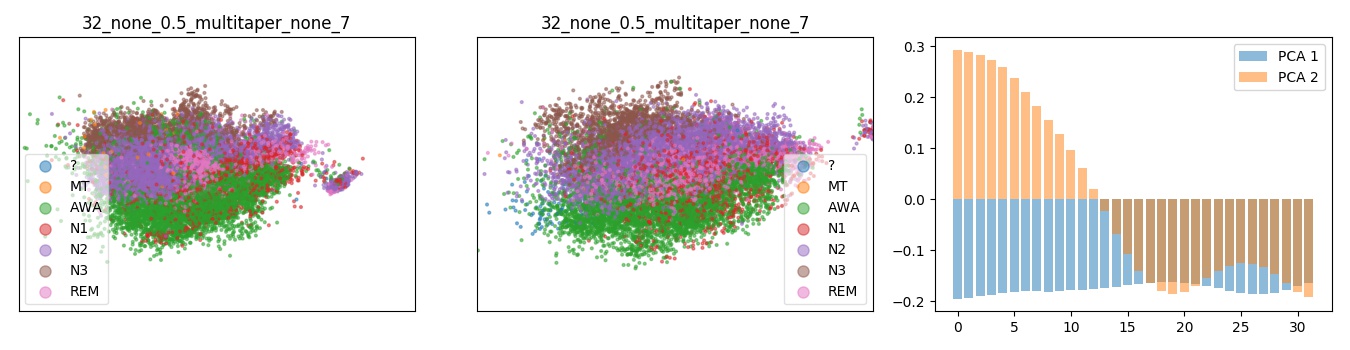 32_none_0.5_multitaper_none_7
?
MT
AWA
N1
N2
N3
REM
32_none_0.5_multitaper_none_7
?
MT
AWA
N1
N2
N3
REM
PCA 1
PCA 2
0.3
0.2
0.1
0.0
−0.1
−0.2
0 5 10 15 20 25 30